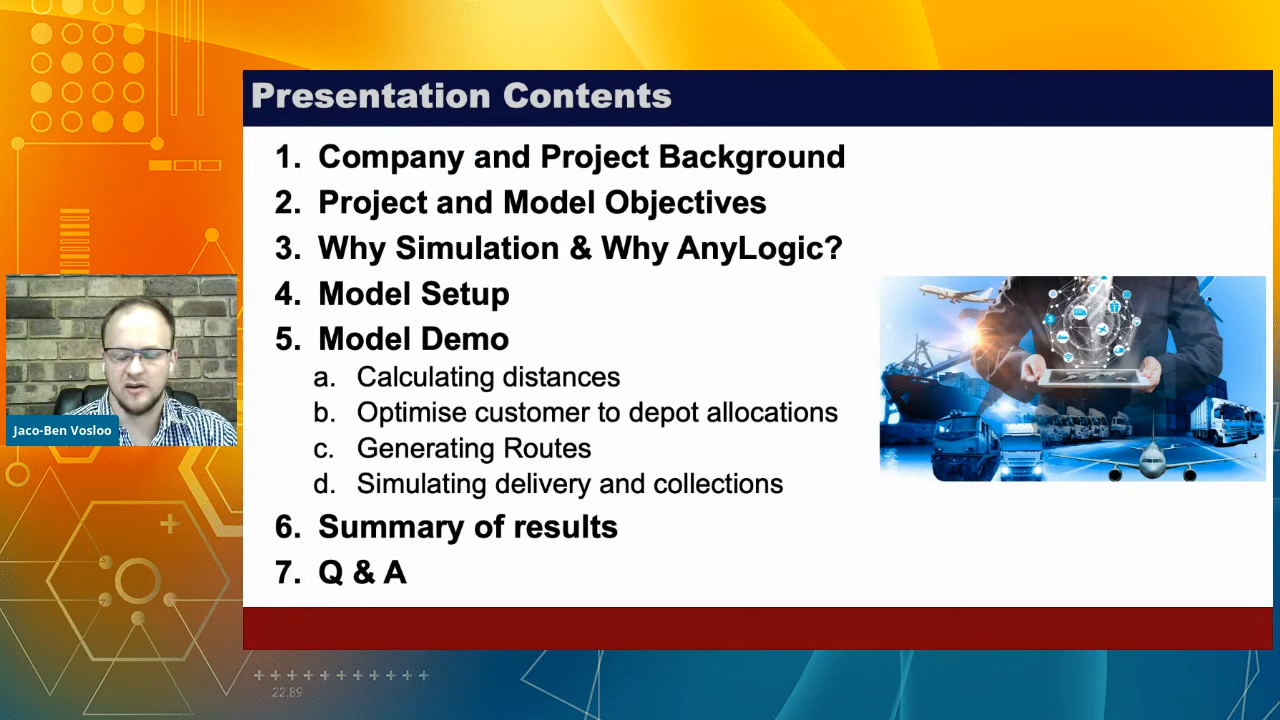 Presentation Contents
1. Company and Project Background
2. Project and Model Objectives
3. Why Simulation & Why AnyLogic?
4. Model Setup
5. Model Demo
a. Calculating distances
b. Optimise customer to depot allocations
c. Generating Routes
d. Simulating delivery and collections
6. Summary of results
7. Q & A
Jaco-Ben Vosloo
22.89